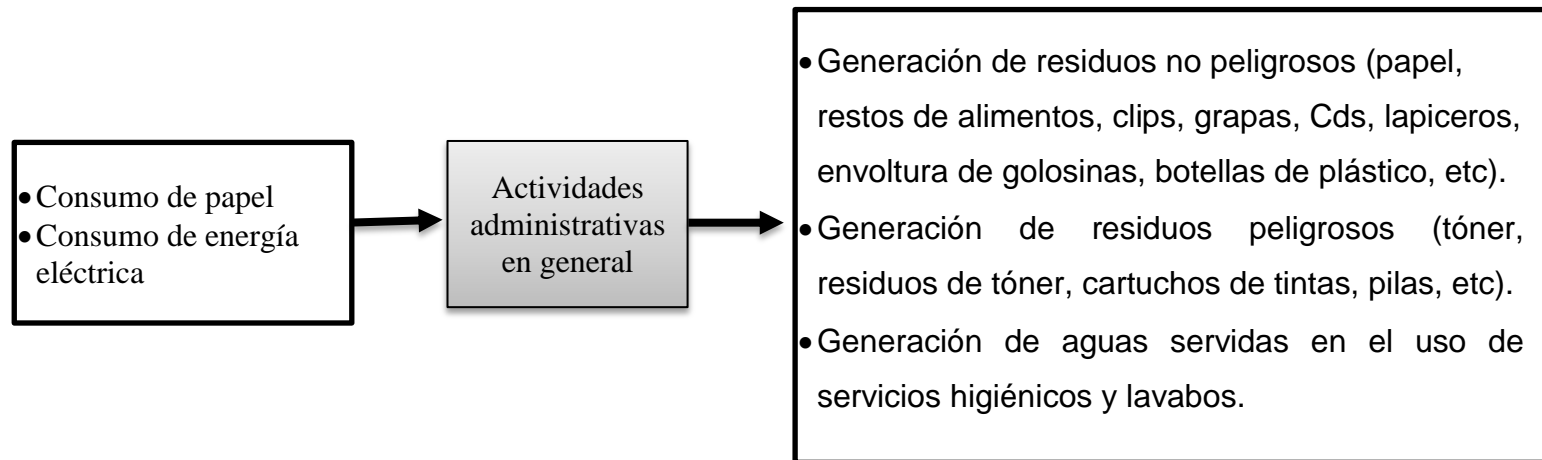 • Consumo de papel
• Consumo de energía
eléctrica
Actividades
administrativas
en general
• Generación de residuos no peligrosos (papel,
restos de alimentos, clips, grapas, Cds, lapiceros,
envoltura de golosinas, botellas de plástico, etc).
• Generación de residuos peligrosos (tóner,
residuos de tóner, cartuchos de tintas, pilas, etc).
• Generación de aguas servidas en el uso de
servicios higiénicos y lavabos.